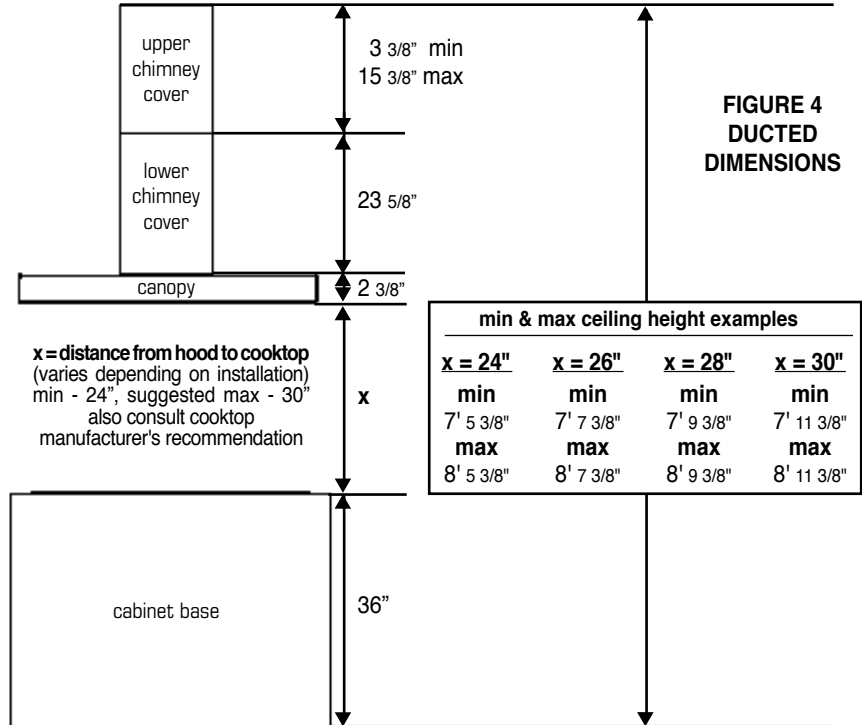 upper
chimney
cover
3 3/8” min
15 3/8” max
FIGURE 4
DUCTED
DIMENSIONS
lower
chimney
cover
23 5/8”
canopy
2 3/8”
x = distance from hood to cooktop
(varies depending on installation)
min - 24”, suggested max - 30”
also consult cooktop
manufacturer's recommendation
x
min & max ceiling height examples
x = 24" x = 26" x = 28" x = 30"
min min min min
7' 5 3/8" 7' 7 3/8" 7' 9 3/8" 7' 11 3/8"
max max max max
8' 5 3/8" 8' 7 3/8" 8' 9 3/8" 8' 11 3/8"
cabinet base
36”